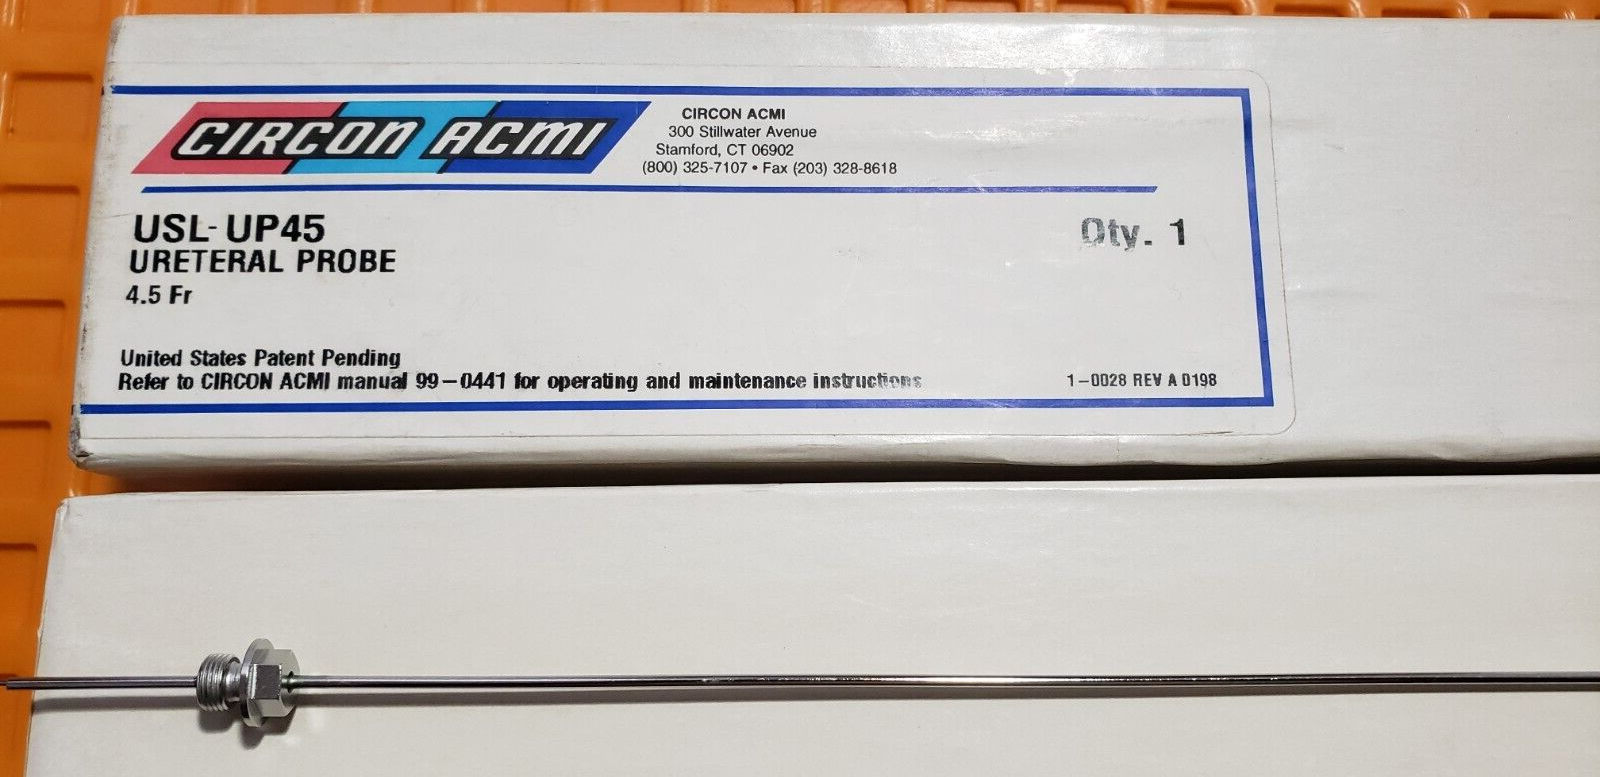 CIRCON ACMI
CIRCON ACMI
300 Stillwater Avenue
Stamford, CT 06902
(800) 325-7107 • Fax (203) 328-8618
USL-UP45
Qty. 1
URETERAL PROBE
4.5 Fr
United States Patent Pending
Refer to CIRCON ACMI manual 99-0441 for operating and maintenance instructions
1-0028 REV A 0198